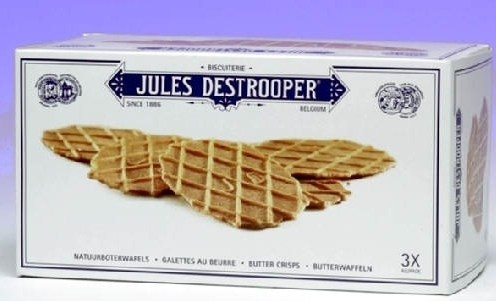 • BISCUITERIE •
JULES DESTROOPER®
SINCE 1886 BELGIUM
NATUURBOTERWAFELS • GALETTES AU BEURRE • BUTTER CRISPS • BUTTERWAFFELN
3X